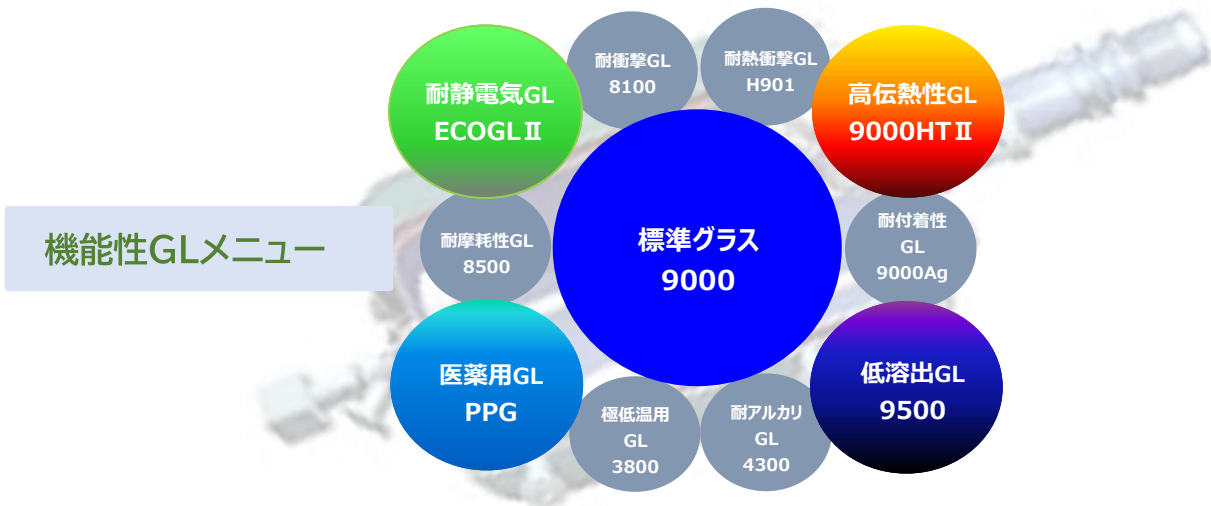 機能性GLメニュー
耐静電気GL
ECOGLⅡ
耐衝撃GL
8100
耐熱衝撃GL
H901
高伝熱性GL
9000HTⅡ
耐摩耗性GL
8500
標準グラス
9000
耐付着性
GL
9000Ag
医薬用GL
PPG
極低温用
GL
3800
耐アルカリ
GL
4300
低溶出GL
9500